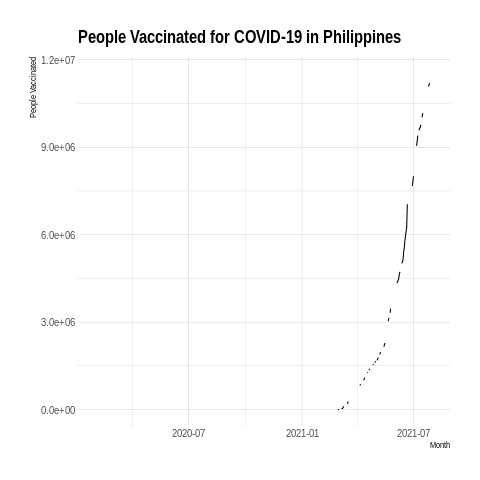 People Vaccinated for COVID-19 in Philippines
People Vaccinated
1.2e+07
9.0e+06
6.0e+06
3.0e+06
0.0e+00
2020-07
2021-01
2021-07
Month